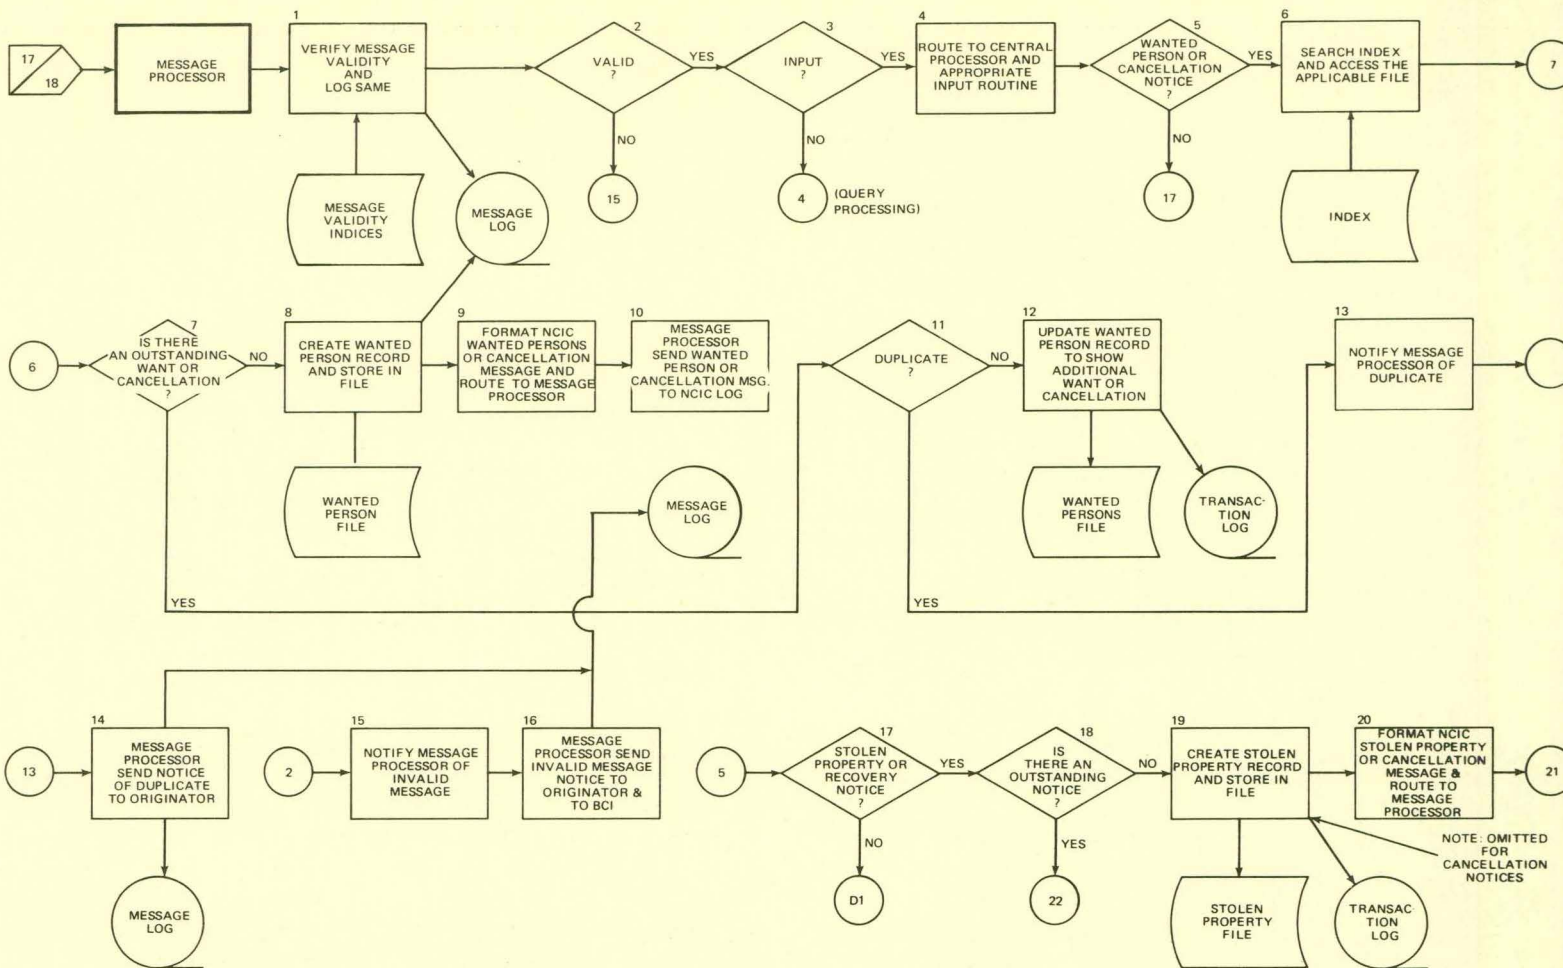 17
18
MESSAGE
PROCESSOR
1
VERIFY MESSAGE
VALIDITY
AND
LOG SAME
MESSAGE
VALIDITY
INDICES
MESSAGE
LOG
2
VALID
?
YES
NO
15
3
INPUT
?
YES
NO
4
(QUERY
PROCESSING)
4
ROUTE TO CENTRAL
PROCESSOR AND
APPROPRIATE
INPUT ROUTINE
5
WANTED
PERSON OR
CANCELLATION
NOTICE
?
YES
NO
17
6
SEARCH INDEX
AND ACCESS THE
APPLICABLE FILE
INDEX
7
6
7
IS THERE
AN OUTSTANDING
WANT OR
CANCELLATION
?
NO
YES
8
CREATE WANTED
PERSON RECORD
AND STORE IN
FILE
WANTED
PERSON
FILE
9
FORMAT NCIC
WANTED PERSONS
OR CANCELLATION
MESSAGE AND
ROUTE TO MESSAGE
PROCESSOR
10
MESSAGE
PROCESSOR
SEND WANTED
PERSON OR
CANCELLATION MSG.
TO NCIC LOG
MESSAGE
LOG
11
DUPLICATE
?
NO
YES
12
UPDATE WANTED
PERSON RECORD
TO SHOW
ADDITIONAL
WANT OR
CANCELLATION
WANTED
PERSONS
FILE
TRANSAC-
TION
LOG
13
NOTIFY MESSAGE
PROCESSOR OF
DUPLICATE
13
14
MESSAGE
PROCESSOR
SEND NOTICE
OF DUPLICATE
TO ORIGINATOR
MESSAGE
LOG
2
15
NOTIFY MESSAGE
PROCESSOR OF
INVALID
MESSAGE
16
MESSAGE
PROCESSOR SEND
INVALID MESSAGE
NOTICE TO
ORIGINATOR &
TO BCI
5
17
STOLEN
PROPERTY OR
RECOVERY
NOTICE
?
YES
NO
D1
18
IS
THERE AN
OUTSTANDING
NOTICE
?
NO
YES
22
19
CREATE STOLEN
PROPERTY RECORD
AND STORE IN
FILE
STOLEN
PROPERTY
FILE
TRANSAC
TION
LOG
20
FORMAT NCIC
STOLEN PROPERTY
OR CANCELLATION
MESSAGE &
ROUTE TO
MESSAGE
PROCESSOR
21
NOTE: OMITTED
FOR
CANCELLATION
NOTICES